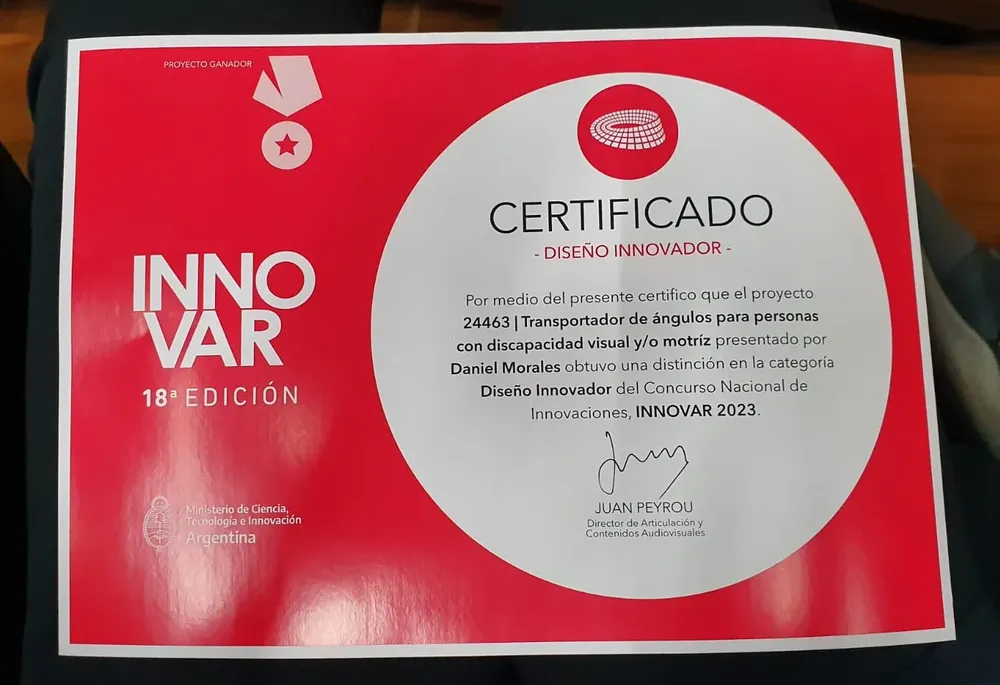 PROYECTO GANADOR
INNO
VAR
18ª EDICIÓN
Ministerio de Ciencia,
Tecnología e Innovación
Argentina
CERTIFICADO
- DISEÑO INNOVADOR -
Por medio del presente certifico que el proyecto
24463 | Transportador de ángulos para personas
con discapacidad visual y/o motríz presentado por
Daniel Morales obtuvo una distinción en la categoría
Diseño Innovador del Concurso Nacional de
Innovaciones, INNOVAR 2023.
JUAN PEYROU
Director de Articulación y
Contenidos Audiovisuales